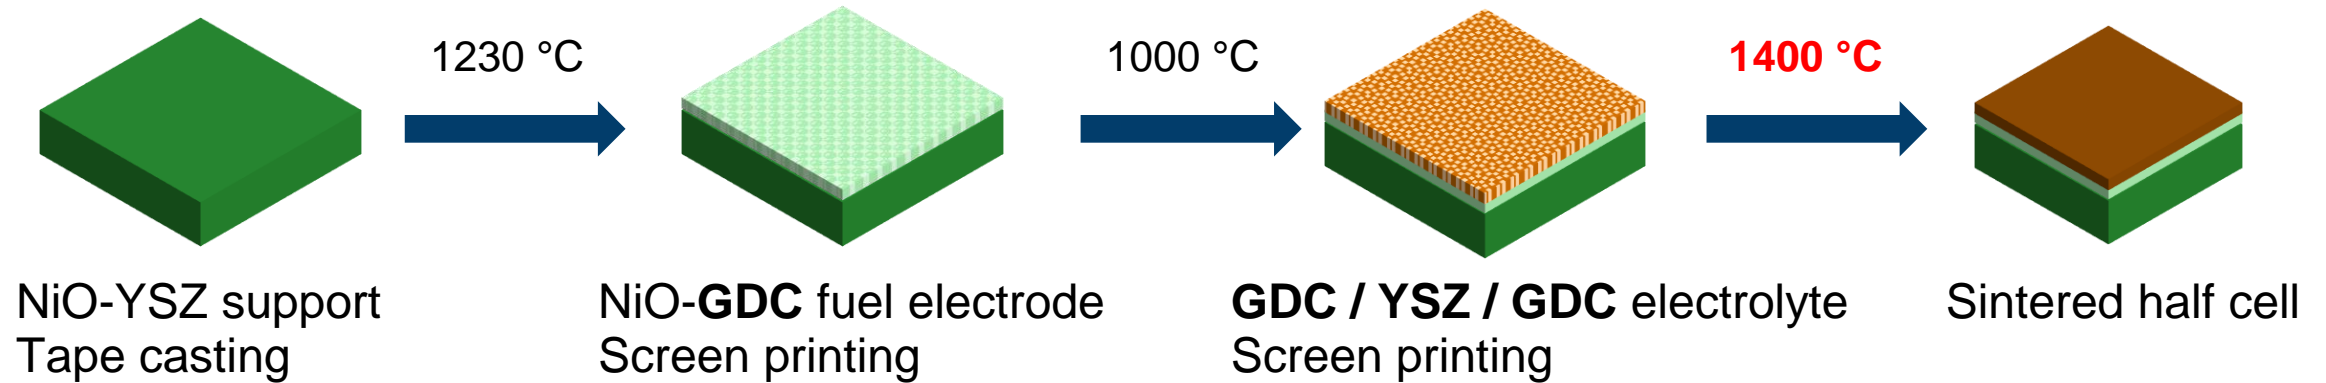 1230 °C
1000 °C
1400 °C
NiO-YSZ support
Tape casting
NiO-GDC fuel electrode
Screen printing
GDC / YSZ / GDC electrolyte
Screen printing
Sintered half cell